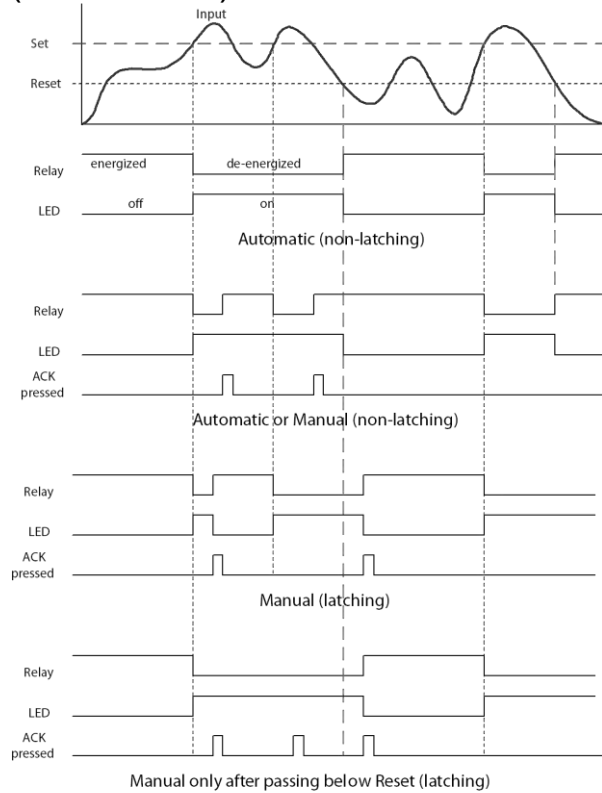 Input
Set
Reset
energized
de-energized
Relay
off
on
LED
Automatic (non-latching)
Relay
LED
ACK
pressed
Automatic or Manual (non-latching)
Relay
LED
ACK
pressed
Manual (latching)
Relay
LED
ACK
pressed
Manual only after passing below Reset (latching)